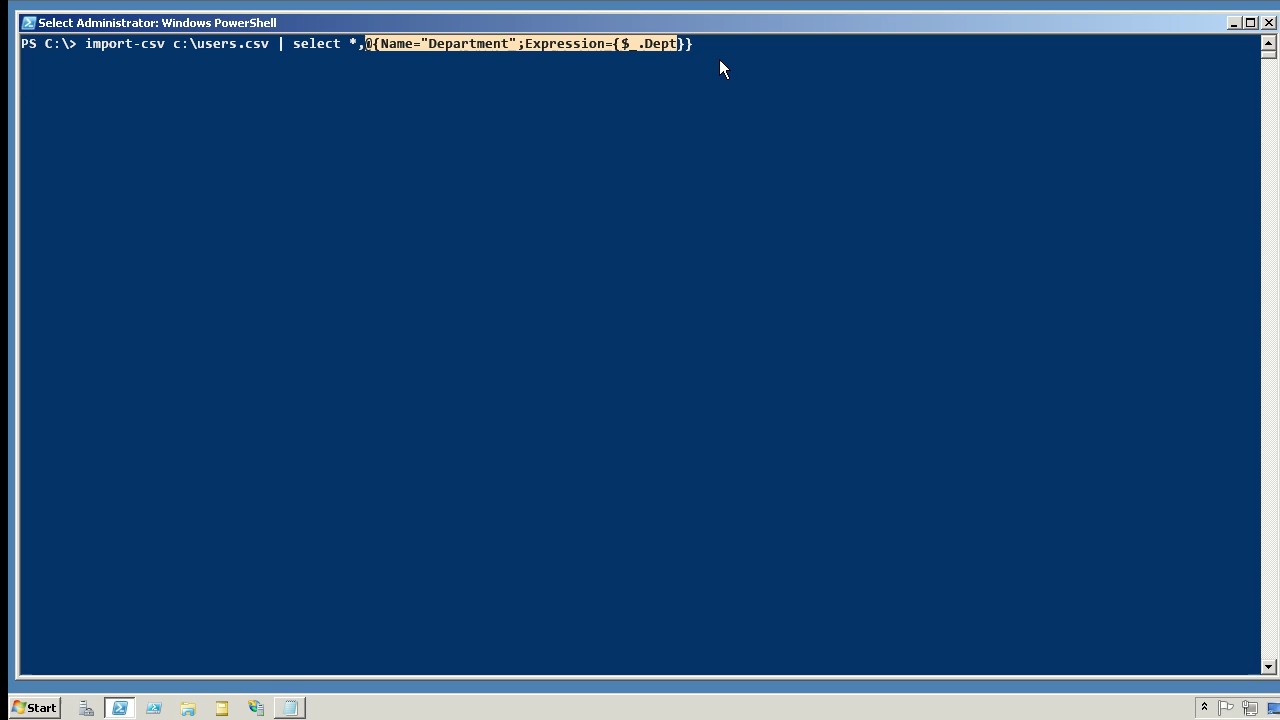 Select Administrator: Windows PowerShell
PS C:\> import-csv c:\users.csv | select *,@{Name="Department";Expression={$_.Dept}}
Start